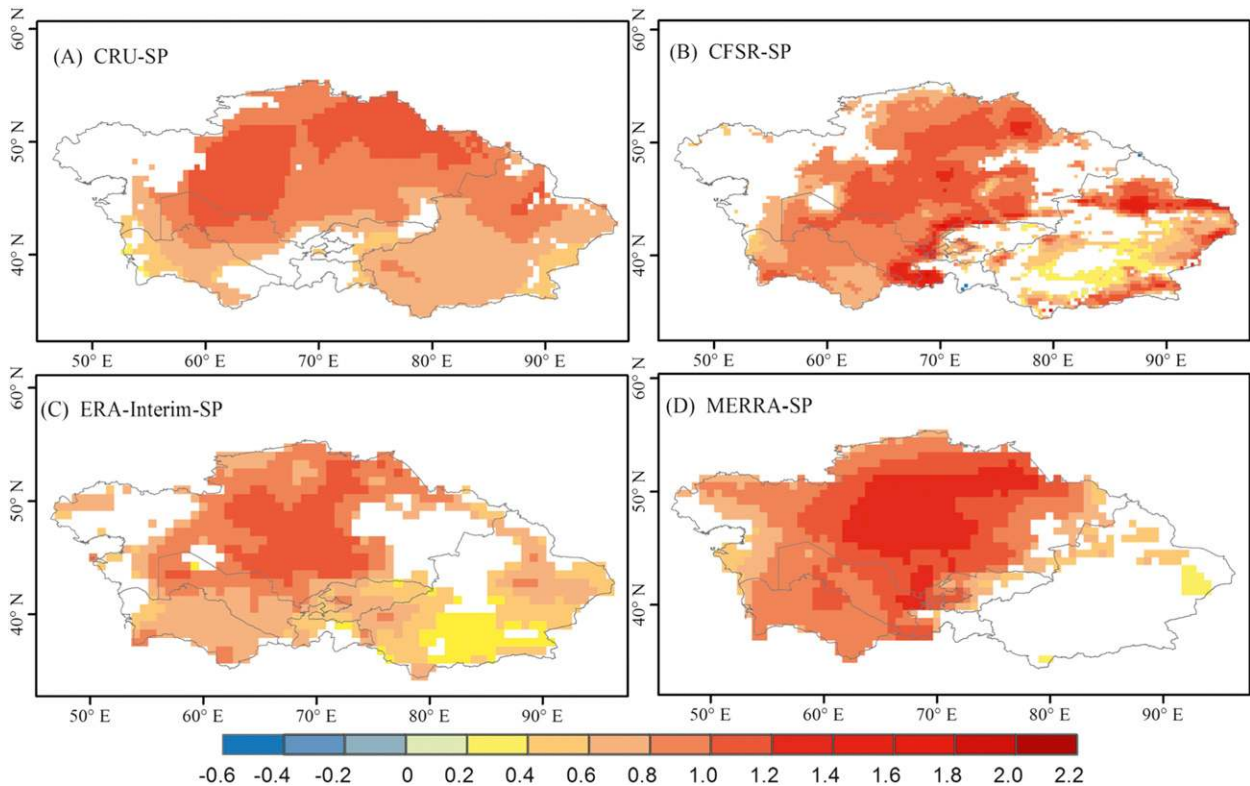 (A) CRU-SP
60° N
50° N
40° N
50° E 60° E 70° E 80° E 90° E
(B) CFSR-SP
60° N
50° N
40° N
50° E 60° E 70° E 80° E 90° E
(C) ERA-Interim-SP
60° N
50° N
40° N
50° E 60° E 70° E 80° E 90° E
(D) MERRA-SP
60° N
50° N
40° N
50° E 60° E 70° E 80° E 90° E
-0.6 -0.4 -0.2 0 0.2 0.4 0.6 0.8 1.0 1.2 1.4 1.6 1.8 2.0 2.2